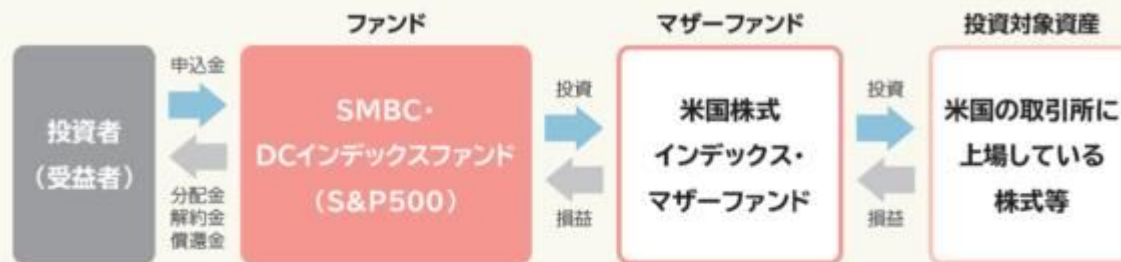 ファンド
マザーファンド
投資対象資産
投資者
（受益者）
申込金
分配金
解約金
償還金
SMBC・
DCインデックスファンド
（S&P500）
投資
損益
米国株式
インデックス・
マザーファンド
投資
損益
米国の取引所に
上場している
株式等